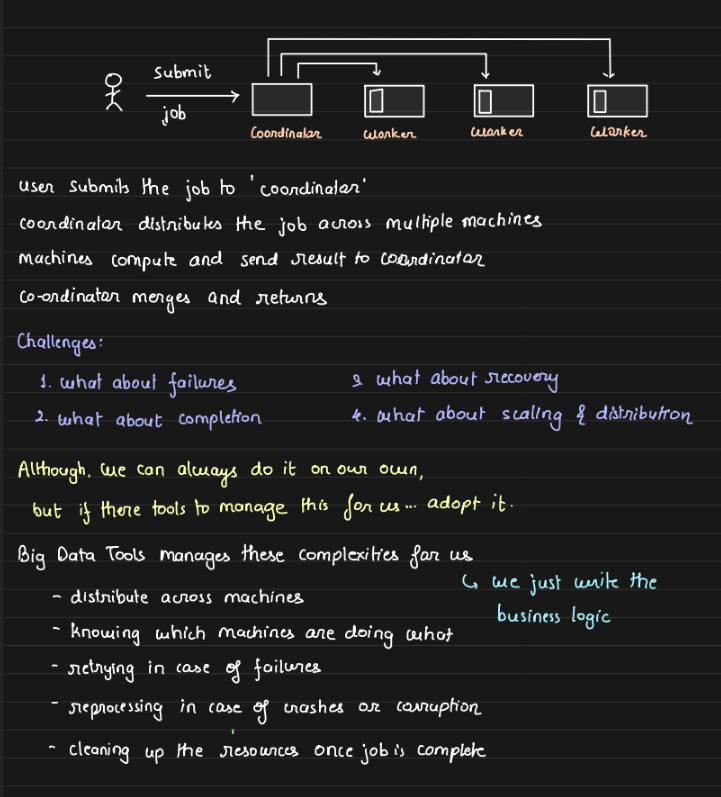 submit
job
Coordinator
Worker
Worker
Worker
user submits the job to 'coordinator'
coordinator distributes the job across multiple machines
machines compute and send result to coordinator
co-ordinator merges and returns
Challenges:
1. what about failures
3 what about recovery
2. what about completion
4. what about scaling & distribution
Although, we can always do it on our own,
but if there tools to manage this for us... adopt it.
Big Data Tools manages these complexities for us
↳ we just write the
business logic
- distribute across machines
- knowing which machines are doing what
- retrying in case of failures
- reprocessing in case of crashes or corruption
- cleaning up the resources once job is complete